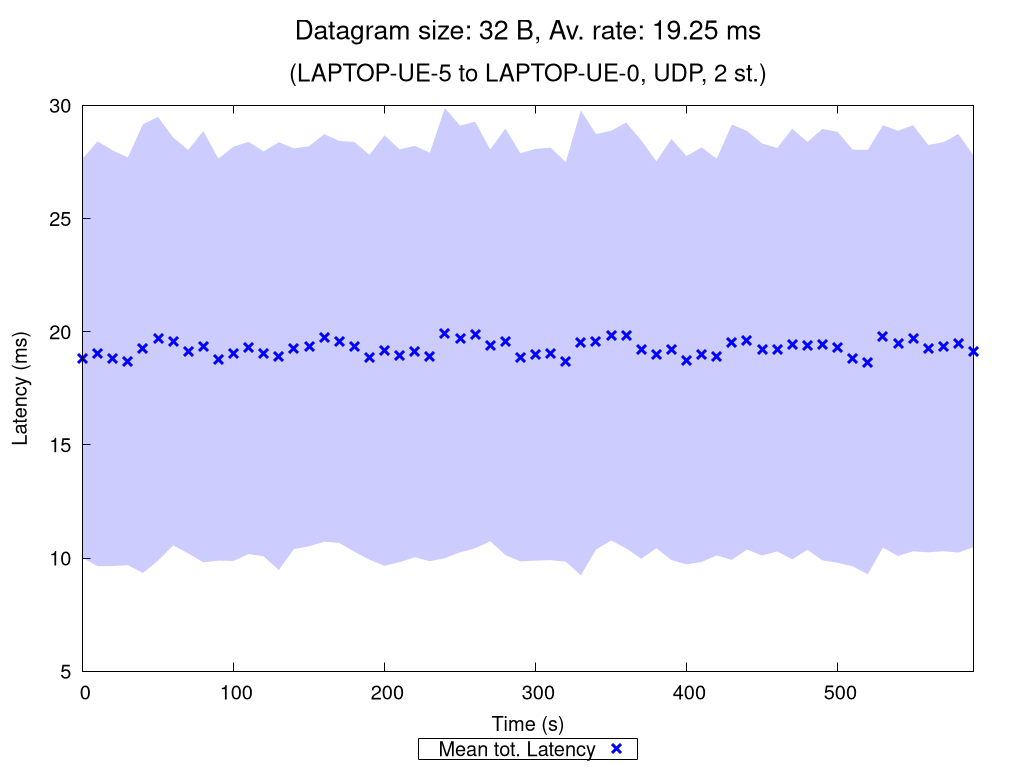 Datagram size: 32 B, Av. rate: 19.25 ms
(LAPTOP-UE-5 to LAPTOP-UE-0, UDP, 2 st.)
30
25
20
15
10
5
Latency (ms)
0 100 200 300 400 500
Time (s)
Mean tot. Latency